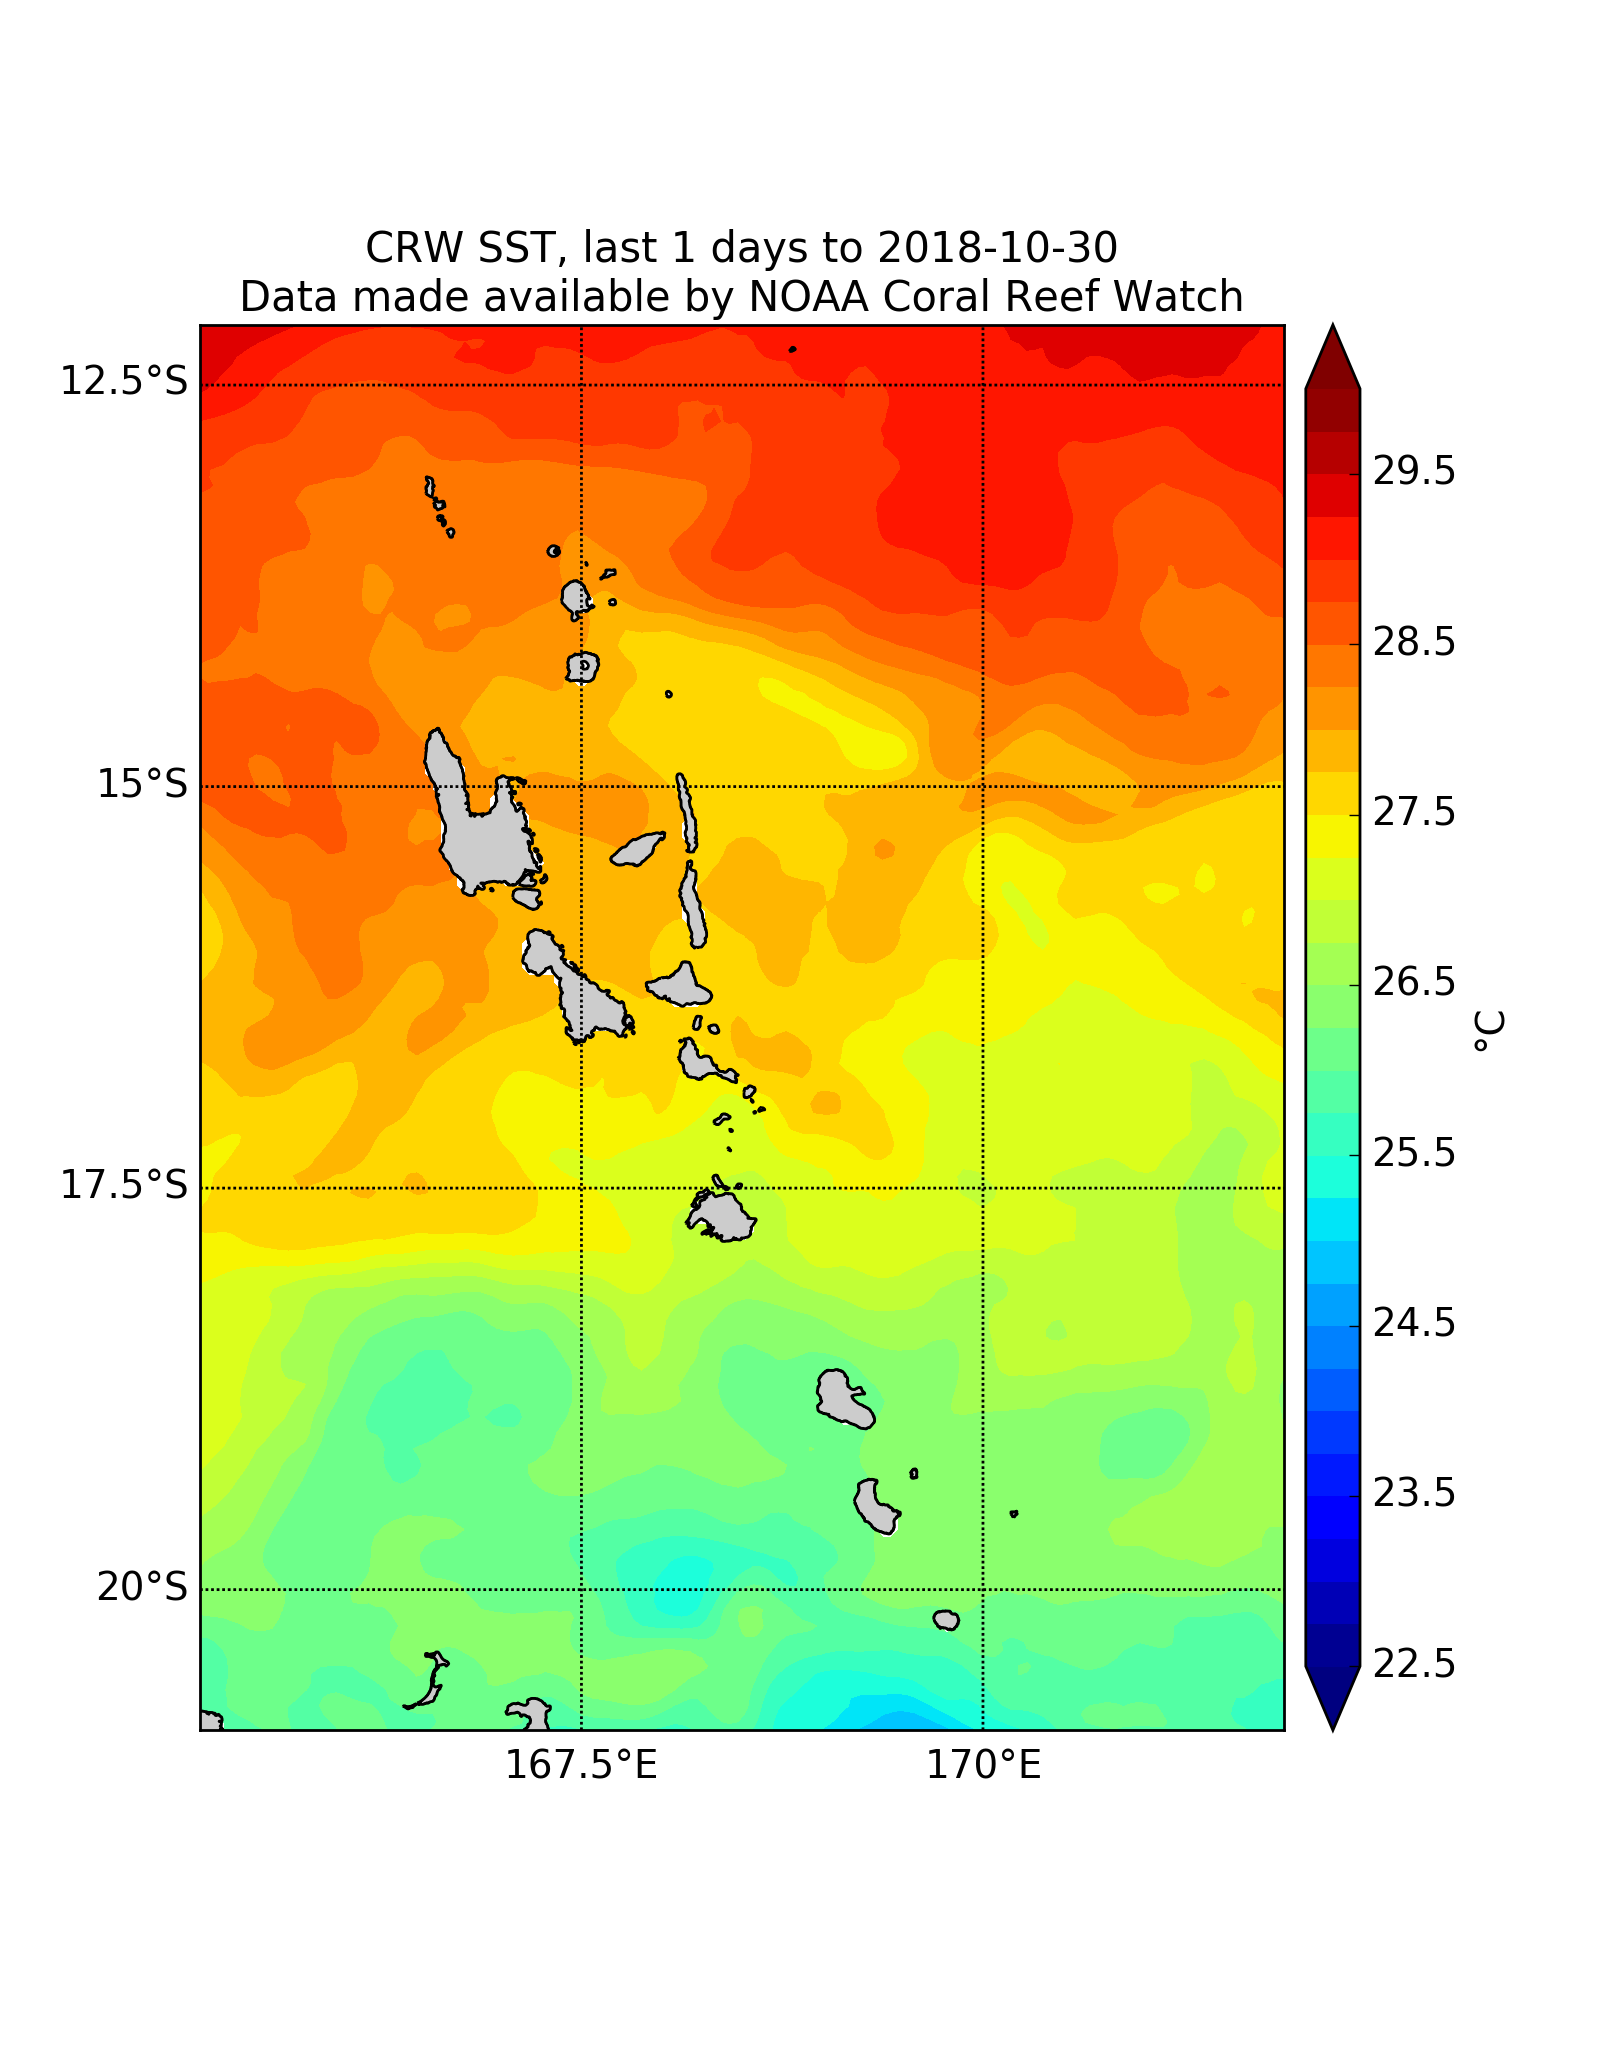 CRW SST, last 1 days to 2018-10-30
Data made available by NOAA Coral Reef Watch
12.5°S
15°S
17.5°S
20°S
167.5°E
170°E
29.5
28.5
27.5
26.5
25.5
24.5
23.5
22.5
°C